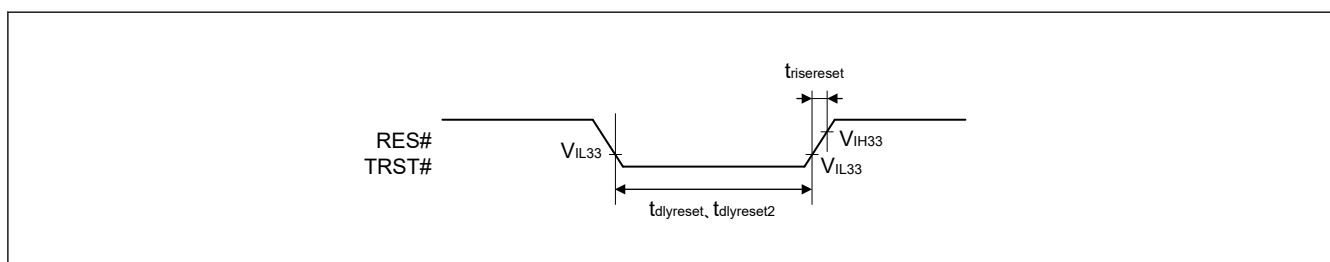 trisereset
RES#
TRST#
VIL33
VIH33
VIL33
tdlyreset、tdlyreset2